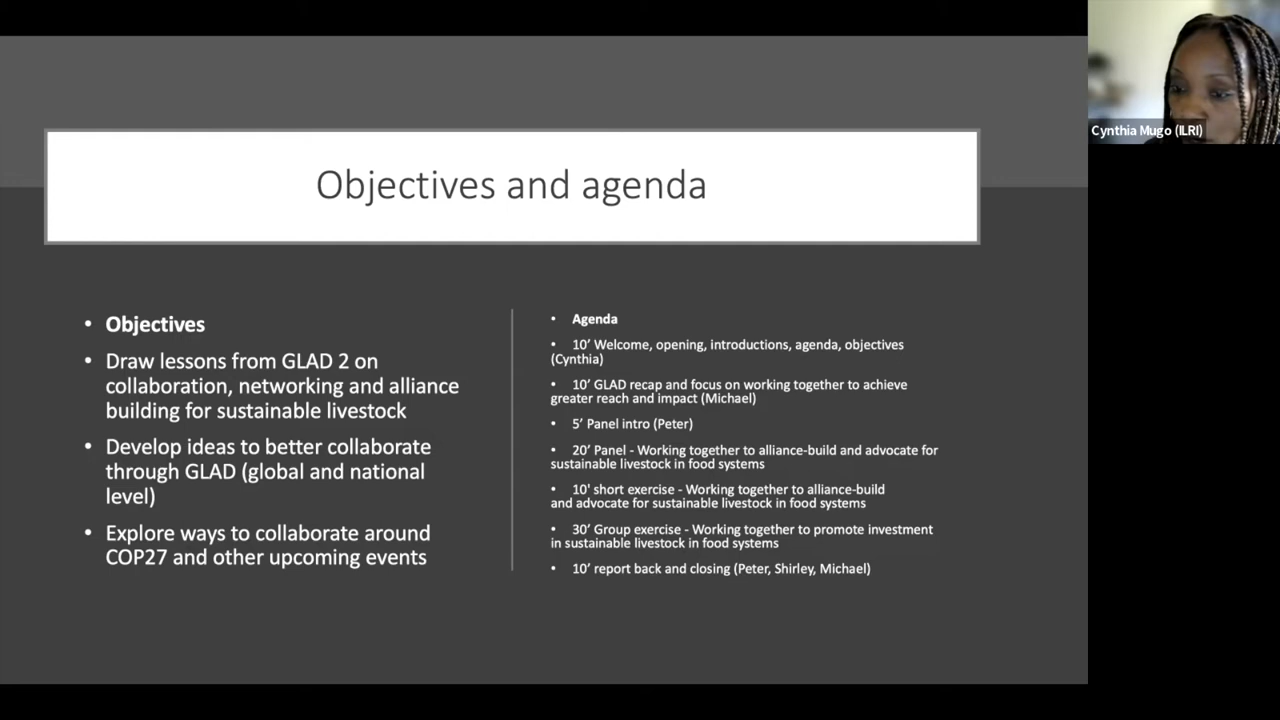 Objectives and agenda
• Objectives
• Draw lessons from GLAD 2 on
collaboration, networking and alliance
building for sustainable livestock
• Develop ideas to better collaborate
through GLAD (global and national
level)
• Explore ways to collaborate around
COP27 and other upcoming events
• Agenda
• 10’ Welcome, opening, introductions, agenda, objectives
(Cynthia)
• 10’ GLAD recap and focus on working together to achieve
greater reach and impact (Michael)
• 5’ Panel intro (Peter)
• 20’ Panel - Working together to alliance-build and advocate for
sustainable livestock in food systems
• 10' short exercise - Working together to alliance-build
and advocate for sustainable livestock in food systems
• 30’ Group exercise - Working together to promote investment
in sustainable livestock in food systems
• 10’ report back and closing (Peter, Shirley, Michael)
Cynthia Mugo (ILRI)